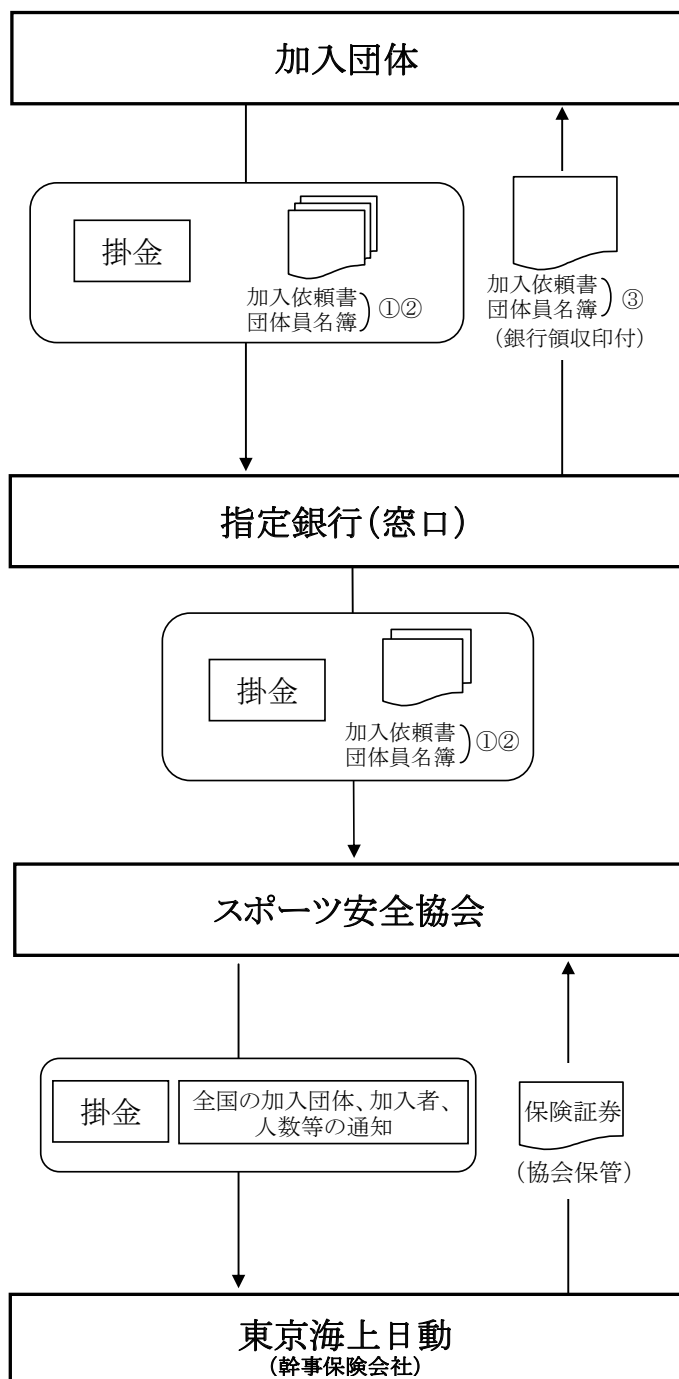 加入団体
掛金
加入依頼書
団体員名簿
①②
加入依頼書
団体員名簿
③
(銀行領収印付)
指定銀行(窓口)
掛金
加入依頼書
団体員名簿
①②
スポーツ安全協会
掛金
全国の加入団体、加入者、
人数等の通知
保険証券
(協会保管)
東京海上日動
(幹事保険会社)